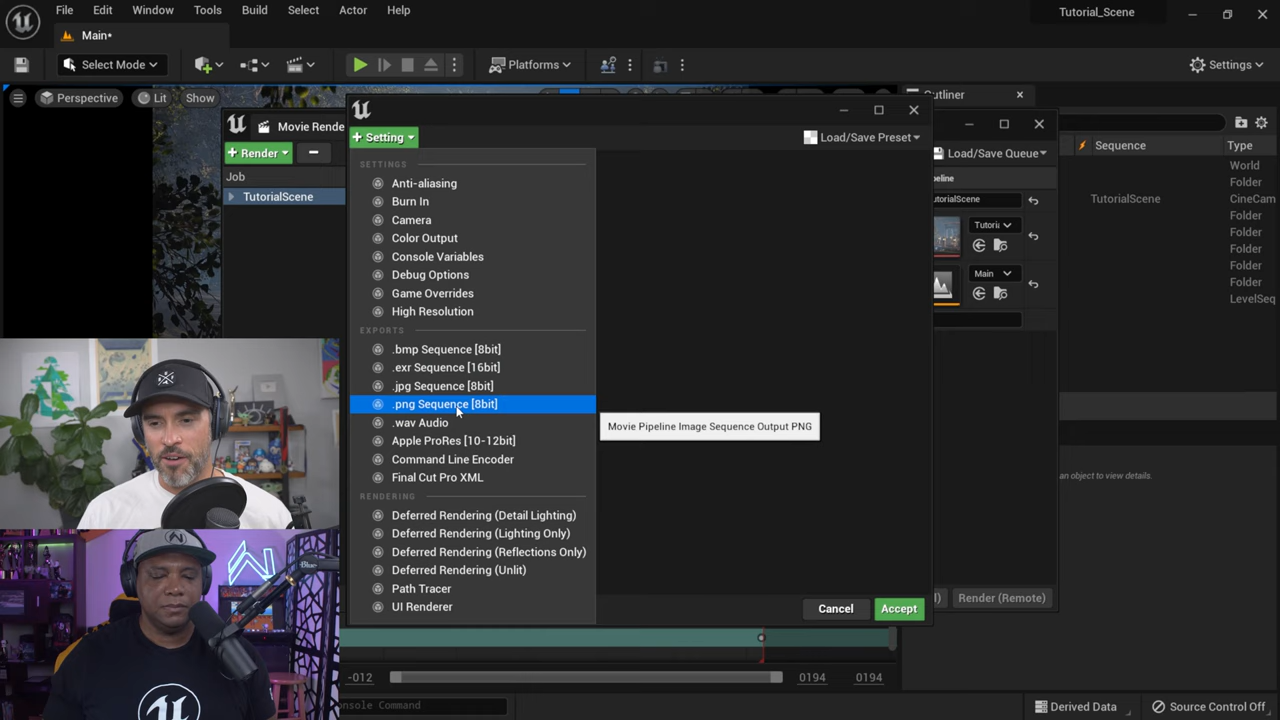 File Edit Window Tools Build Select Actor Help
Tutorial_Scene
Main*
Select Mode
Platforms
Settings
Perspective
Lit
Show
Outliner
Movie Rende
+ Setting
Load/Save Preset
+ Render
Load/Save Queue
Sequence
Type
SETTINGS
Job
World
Anti-aliasing
Folder
TutorialScene
Burn In
TutorialScene
CineCam
Camera
Folder
Color Output
Folder
Console Variables
Folder
Debug Options
Folder
Main
Game Overrides
Folder
LevelSeq
High Resolution
EXPORTS
.bmp Sequence [8bit]
.exr Sequence [16bit]
.jpg Sequence [8bit]
.png Sequence [8bit]
.wav Audio
Movie Pipeline Image Sequence Output PNG
Apple ProRes [10-12bit]
Command Line Encoder
Final Cut Pro XML
an object to view details.
RENDERING
Deferred Rendering (Detail Lighting)
Deferred Rendering (Lighting Only)
Deferred Rendering (Reflections Only)
Deferred Rendering (Unlit)
Path Tracer
UI Renderer
Cancel
Accept
Render (Remote)
-012
0194
0194
onsole Command
Derived Data
Source Control Off